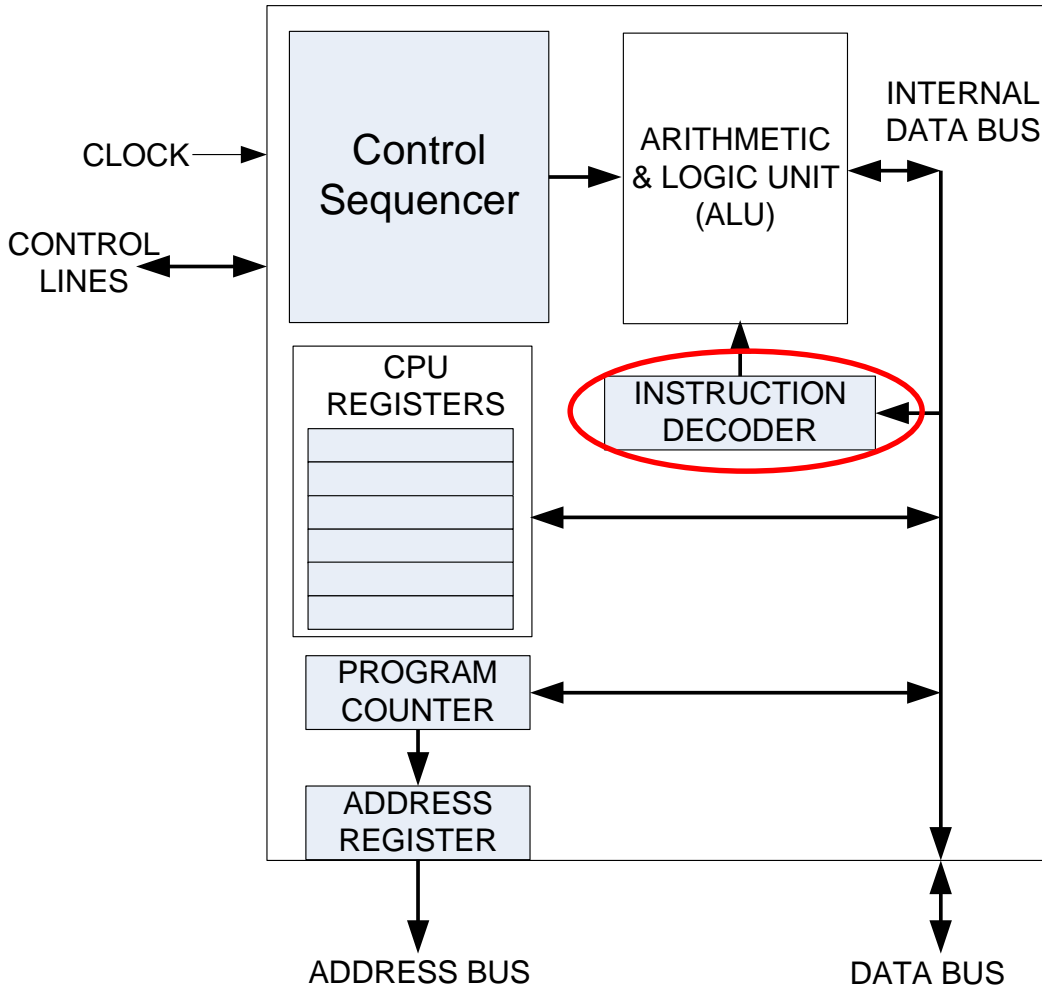 CLOCK
CONTROL
LINES
Control
Sequencer
ARITHMETIC
& LOGIC UNIT
(ALU)
INTERNAL
DATA BUS
CPU
REGISTERS
INSTRUCTION
DECODER
PROGRAM
COUNTER
ADDRESS
REGISTER
ADDRESS BUS
DATA BUS